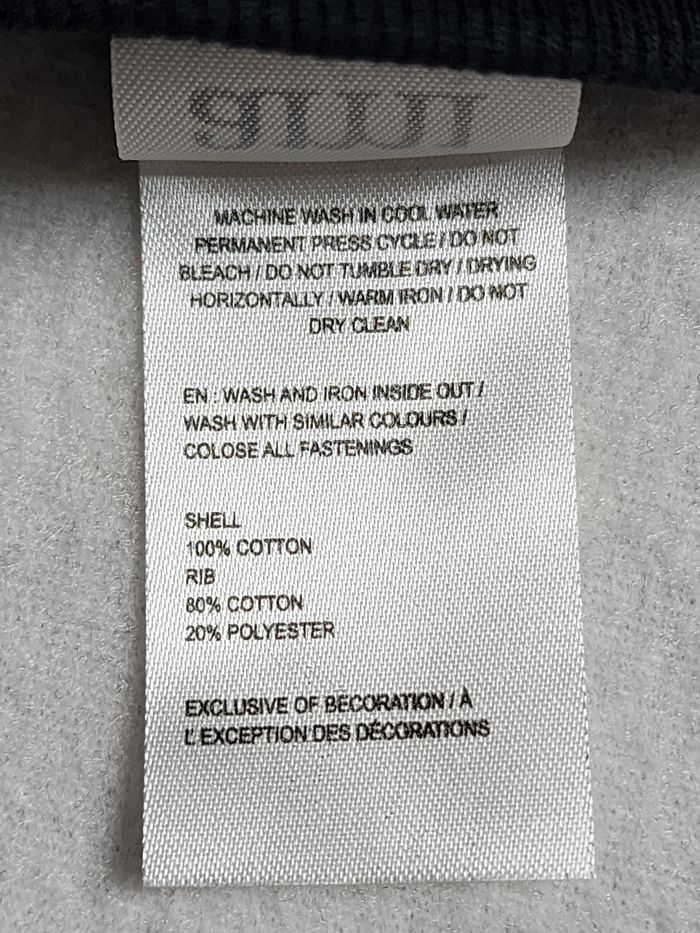 MACHINE WASH IN COOL WATER
PERMANENT PRESS CYCLE / DO NOT
BLEACH / DO NOT TUMBLE DRY / DRYING
HORIZONTALLY / WARM IRON / DO NOT
DRY CLEAN
EN : WASH AND IRON INSIDE OUT /
WASH WITH SIMILAR COLOURS /
COLOSE ALL FASTENINGS
SHELL
100% COTTON
RIB
80% COTTON
20% POLYESTER
EXCLUSIVE OF BECORATION / À
L'EXCEPTION DES DÉCORATIONS